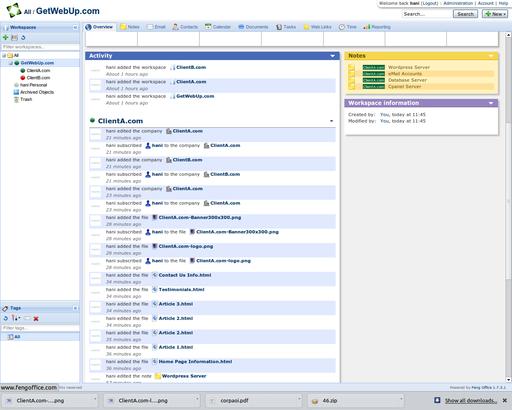 Welcome back hani (Logout) | Administration | Account | Help
All / GetWebUp.com
Search...
Search
New
Workspaces
Overview
Notes
Email
Contacts
Calendar
Documents
Tasks
Web Links
Time
Reporting
Filter workspaces...
All
GetWebUp.com
ClientA.com
ClientB.com
hani Personal
Archived Objects
Trash
Activity
hani added the workspace ClientB.com
About 1 hours ago
hani added the workspace ClientA.com
About 1 hours ago
hani added the workspace GetWebUp.com
About 1 hours ago
ClientA.com
hani edited the company ClientA.com
21 minutes ago
hani subscribed hani to the company ClientA.com
21 minutes ago
hani added the company ClientB.com
22 minutes ago
hani subscribed hani to the company ClientB.com
22 minutes ago
hani added the company ClientA.com
23 minutes ago
hani subscribed hani to the company ClientA.com
23 minutes ago
hani added the file ClientA.com-Banner300x300.png
28 minutes ago
hani subscribed hani to the file ClientA.com-Banner300x300.png
28 minutes ago
hani added the file ClientA.com-logo.png
28 minutes ago
hani subscribed hani to the file ClientA.com-logo.png
28 minutes ago
hani added the file Contact Us Info.html
34 minutes ago
hani added the file Testimonials.html
34 minutes ago
hani added the file Article 3.html
34 minutes ago
hani added the file Article 2.html
34 minutes ago
hani added the file Article 2.html
35 minutes ago
hani added the file Article 1.html
36 minutes ago
hani added the file Home Page Information.html
hani added the note Wordpress Server
Notes
ClientA.com Wordpress Server
ClientA.com eMail Accounts
ClientA.com Database Server
ClientA.com Cpanel Server
Workspace information
Created by: You, today at 11:45
Modified by: You, today at 11:45
Tags
Filter tags...
All
www.fengoffice.com
Powered by Feng Office 1.7.3.1
ClientA.com-....png
ClientA.com-l....png
corpaoi.pdf
46.zip
Show all downloads...